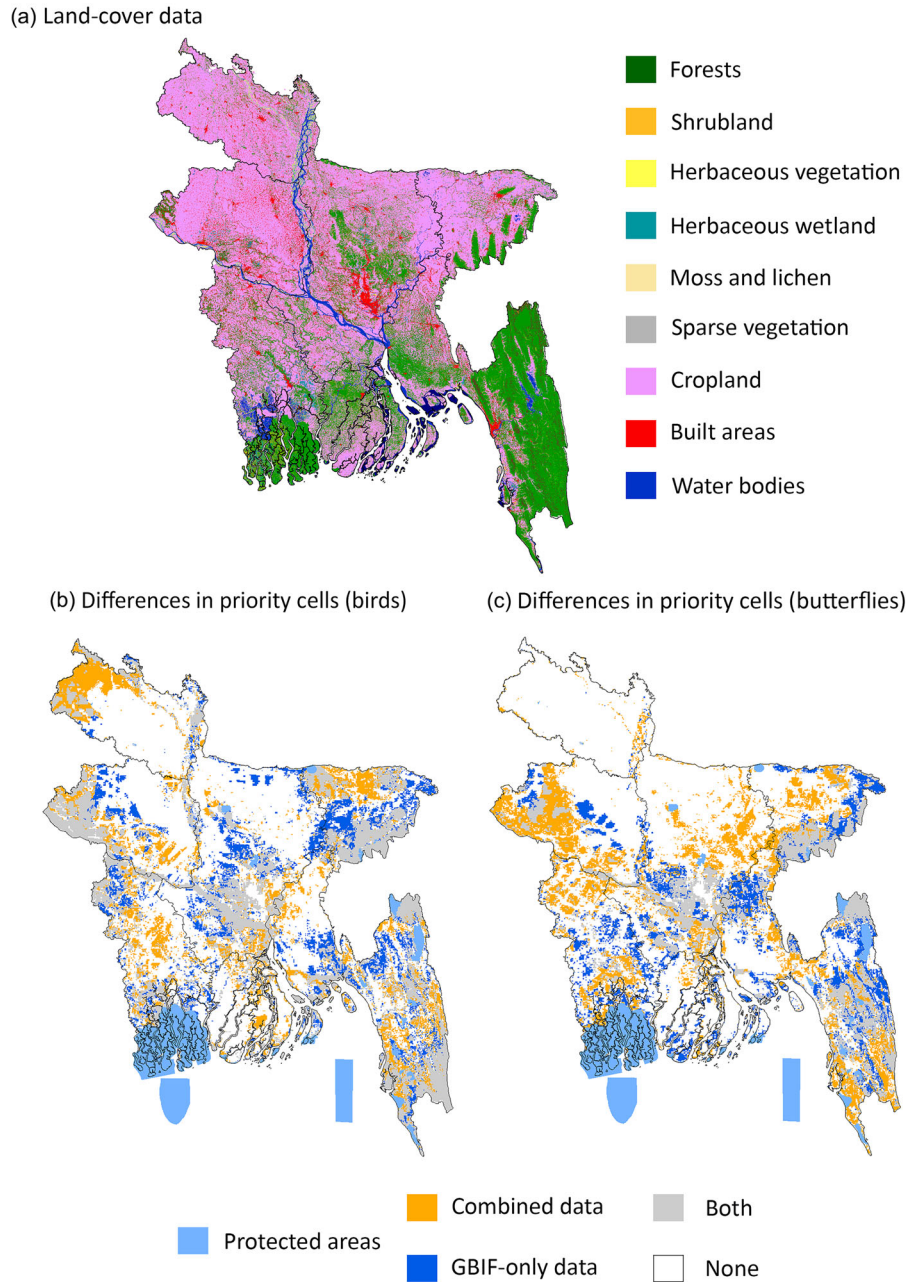 (a) Land-cover data
Forests
Shrubland
Herbaceous vegetation
Herbaceous wetland
Moss and lichen
Sparse vegetation
Cropland
Built areas
Water bodies
(b) Differences in priority cells (birds)
(c) Differences in priority cells (butterflies)
Protected areas
Combined data
GBIF-only data
Both
None